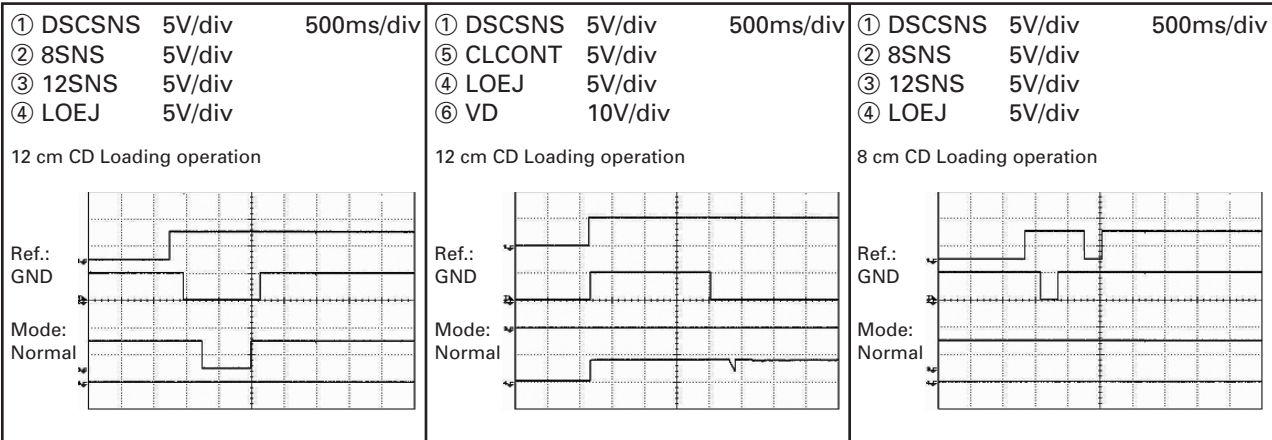 ① DSCSNS 5V/div 500ms/div
② 8SNS 5V/div
③ 12SNS 5V/div
④ LOEJ 5V/div
12 cm CD Loading operation
Ref.:
GND
Mode:
Normal
① DSCSNS 5V/div 500ms/div
⑤ CLCONT 5V/div
④ LOEJ 5V/div
⑥ VD 10V/div
12 cm CD Loading operation
Ref.:
GND
Mode:
Normal
① DSCSNS 5V/div 500ms/div
② 8SNS 5V/div
③ 12SNS 5V/div
④ LOEJ 5V/div
8 cm CD Loading operation
Ref.:
GND
Mode:
Normal